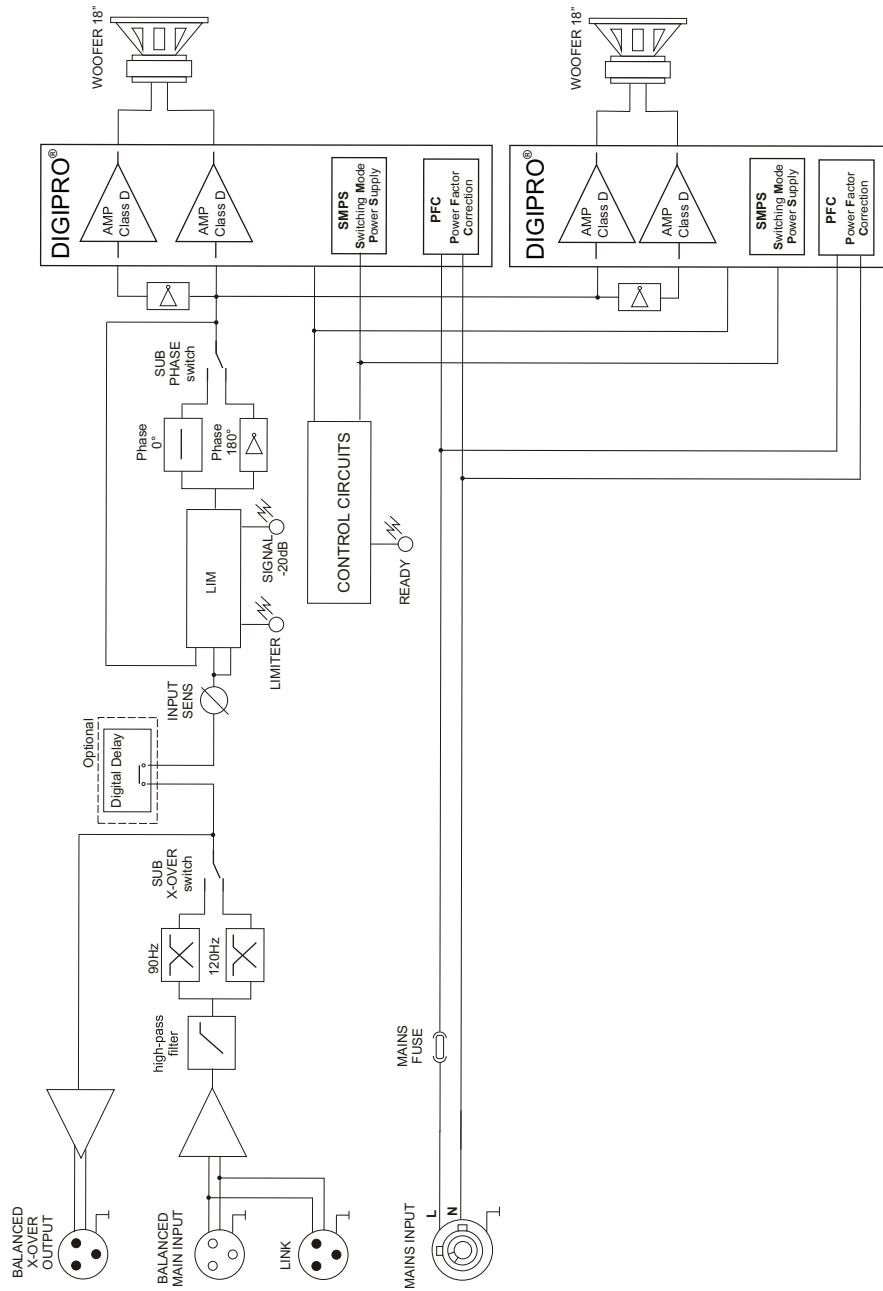 BALANCED
X-OVER
OUTPUT
BALANCED
MAIN INPUT
LINK
high-pass
filter
90Hz
120Hz
SUB
X-OVER
switch
Optional
Digital Delay
INPUT
SENS
LIM
LIMITER
SIGNAL
-20dB
Phase
0°
Phase
180°
SUB
PHASE
switch
CONTROL CIRCUITS
READY
MAINS INPUT
L
N
MAINS
FUSE
DIGIPRO®
AMP
Class D
AMP
Class D
SMPS
Switching Mode
Power Supply
PFC
Power Factor
Correction
WOOFER 18"
DIGIPRO®
AMP
Class D
AMP
Class D
SMPS
Switching Mode
Power Supply
PFC
Power Factor
Correction
WOOFER 18"